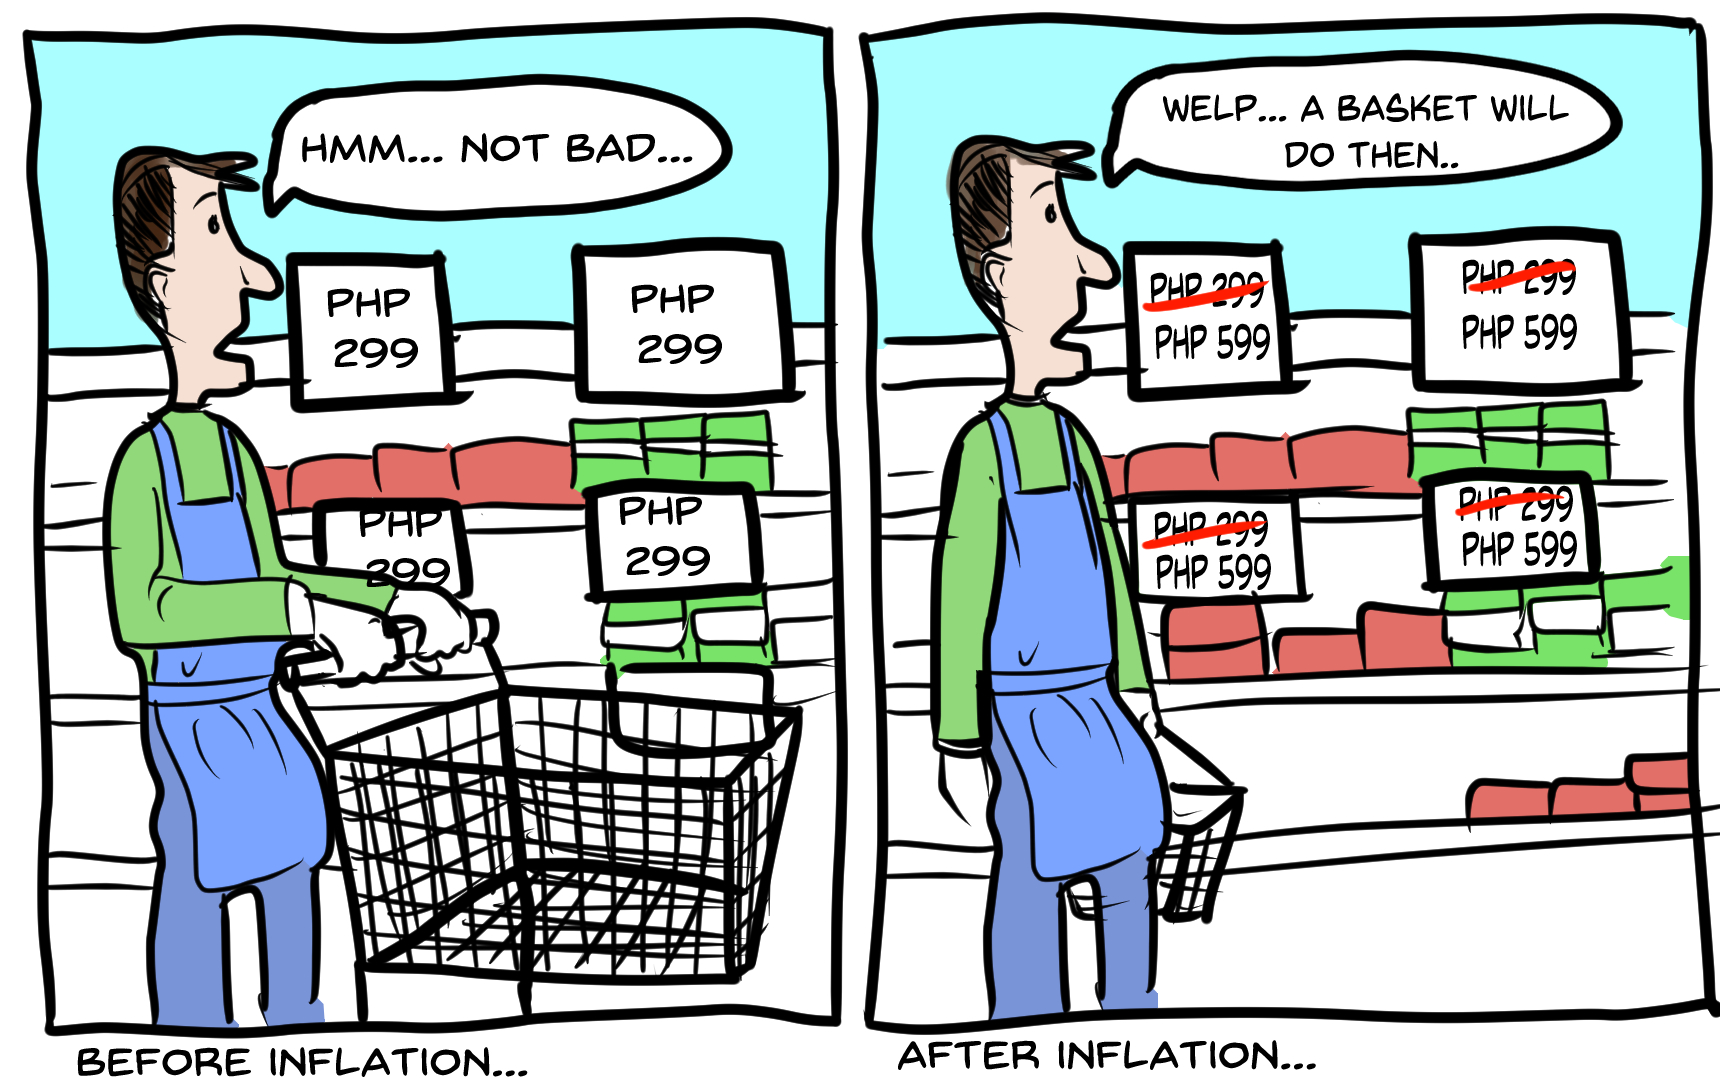 HMM... NOT BAD...
PHP
299
PHP
299
PHP
299
PHP
299
BEFORE INFLATION...
WELP... A BASKET WILL
DO THEN..
PHP 299
PHP 599
PHP 299
PHP 599
PHP 299
PHP 599
PHP 299
PHP 599
AFTER INFLATION...